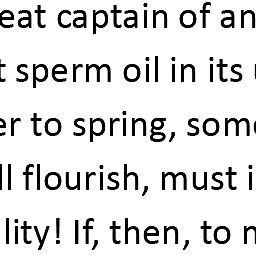 eat captain of an
t sperm oil in its
er to spring, some
ll flourish, must i
lity! If, then, to